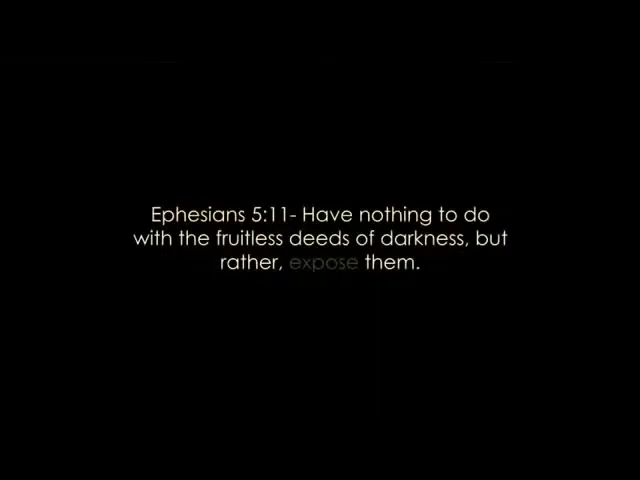 Ephesians 5:11- Have nothing to do
with the fruitless deeds of darkness, but
rather, expose them.